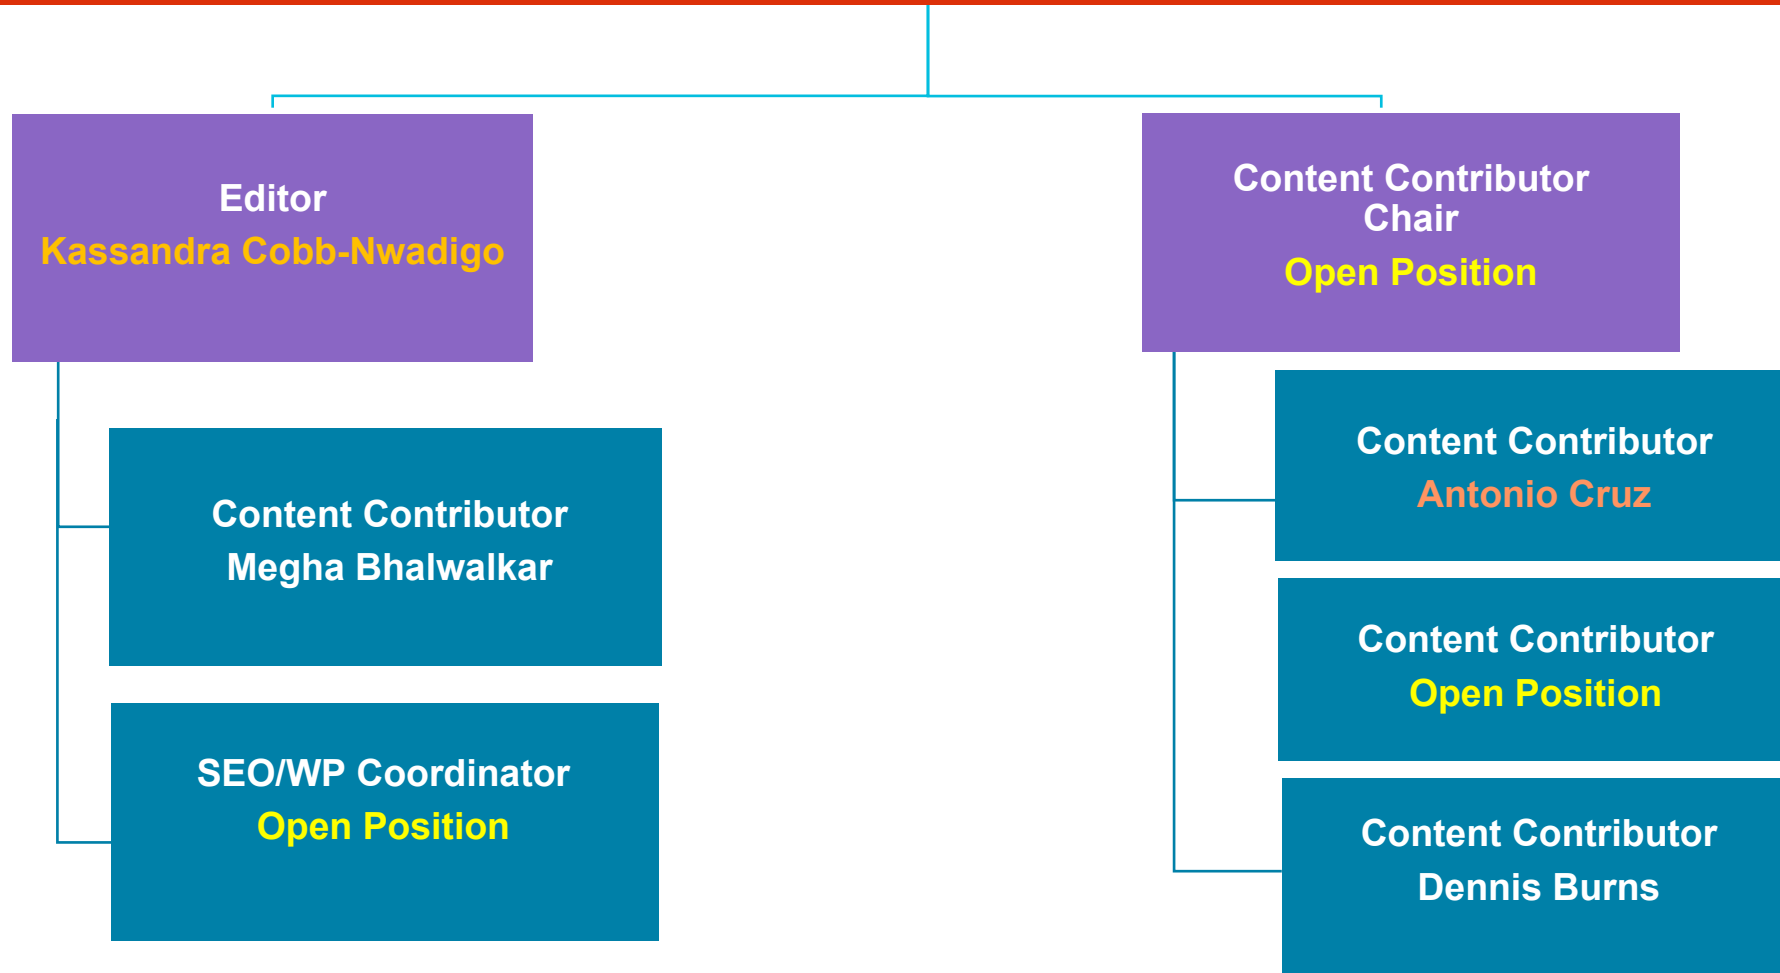 Editor
Kassandra Cobb-Nwadigo
Content Contributor
Megha Bhalwalkar
SEO/WP Coordinator
Open Position
Content Contributor
Chair
Open Position
Content Contributor
Antonio Cruz
Content Contributor
Open Position
Content Contributor
Dennis Burns